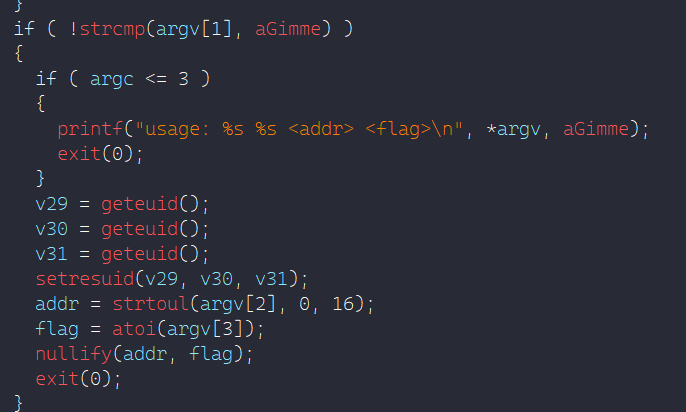 }
if ( !strcmp(argv[1], aGimme) )
{
if ( argc <= 3 )
{
printf("usage: %s %s <addr> <flag>\n", *argv, aGimme);
exit(0);
}
v29 = geteuid();
v30 = geteuid();
v31 = geteuid();
setresuid(v29, v30, v31);
addr = strtoul(argv[2], 0, 16);
flag = atoi(argv[3]);
nullify(addr, flag);
exit(0);
}